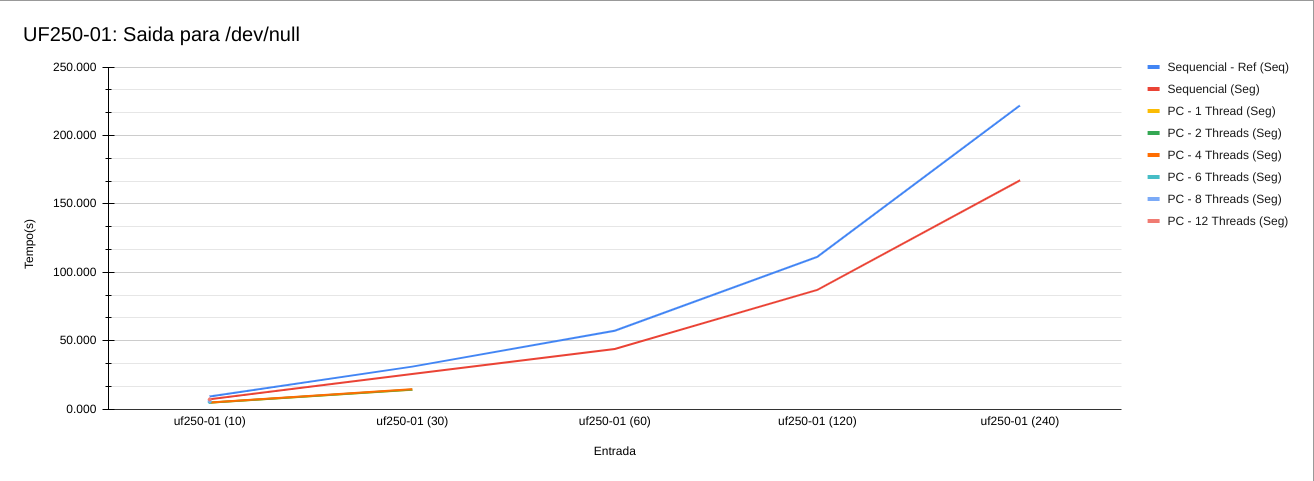 UF250-01: Saida para /dev/null
250.000
200.000
150.000
100.000
50.000
0.000
Tempo(s)
uf250-01 (10)
uf250-01 (30)
uf250-01 (60)
uf250-01 (120)
uf250-01 (240)
Entrada
Sequencial - Ref (Seq)
Sequencial (Seg)
PC - 1 Thread (Seg)
PC - 2 Threads (Seg)
PC - 4 Threads (Seg)
PC - 6 Threads (Seg)
PC - 8 Threads (Seg)
PC - 12 Threads (Seg)